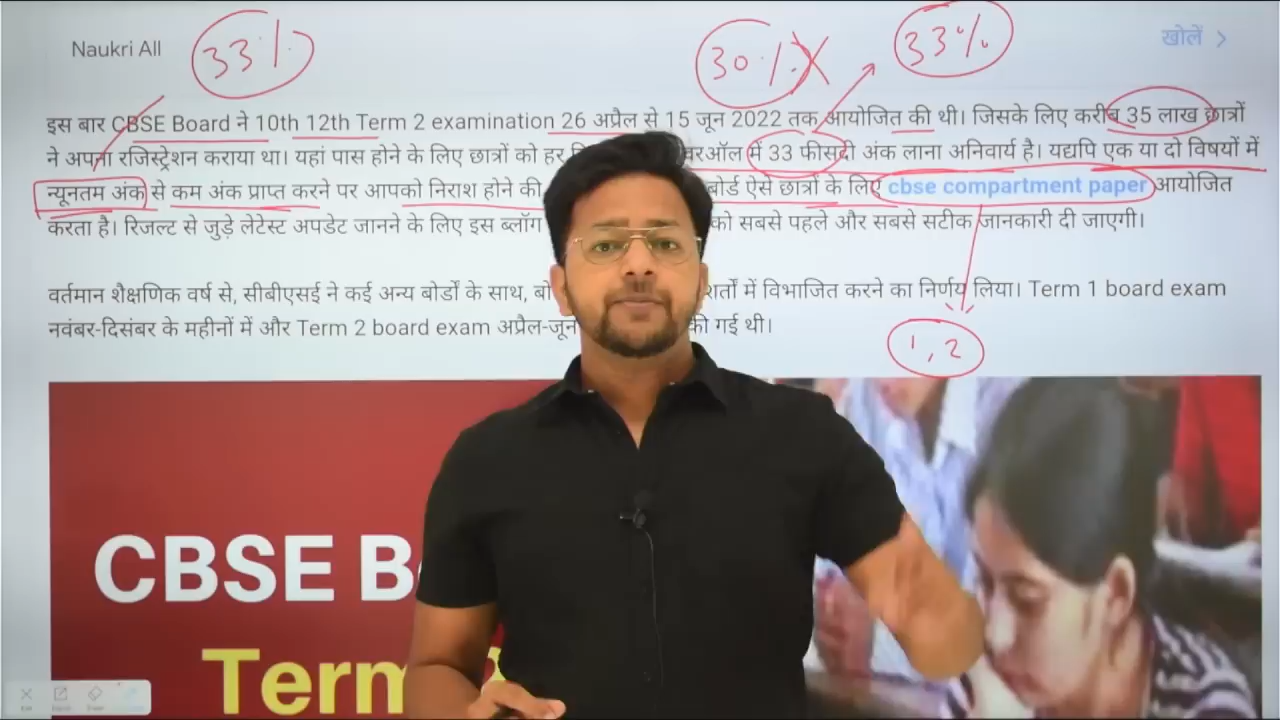 Naukri All
33%
30%
33%
खोलें
इस बार CBSE Board ने 10th 12th Term 2 examination 26 अप्रैल से 15 जून 2022 तक आयोजित की थी। जिसके लिए करीब 35 लाख छात्रों
ने अपना रजिस्ट्रेशन कराया था। यहां पास होने के लिए छात्रों को हर में 33 फीसदी अंक लाना अनिवार्य है। यद्यपि एक या दो विषयों में
न्यूनतम अंक से कम अंक प्राप्त करने पर आपको निराश होने की बोर्ड ऐसे छात्रों के लिए cbse compartment paper आयोजित
करता है। रिजल्ट से जुड़े लेटेस्ट अपडेट जानने के लिए इस ब्लॉग को सबसे पहले और सबसे सटीक जानकारी दी जाएगी।
वर्तमान शैक्षणिक वर्ष से, सीबीएसई ने कई अन्य बोर्डों के साथ, में विभाजित करने का निर्णय लिया। Term 1 board exam
नवंबर-दिसंबर के महीनों में और Term 2 board exam अप्रैल-जून की गई थी।
1, 2
CBSE B
Term